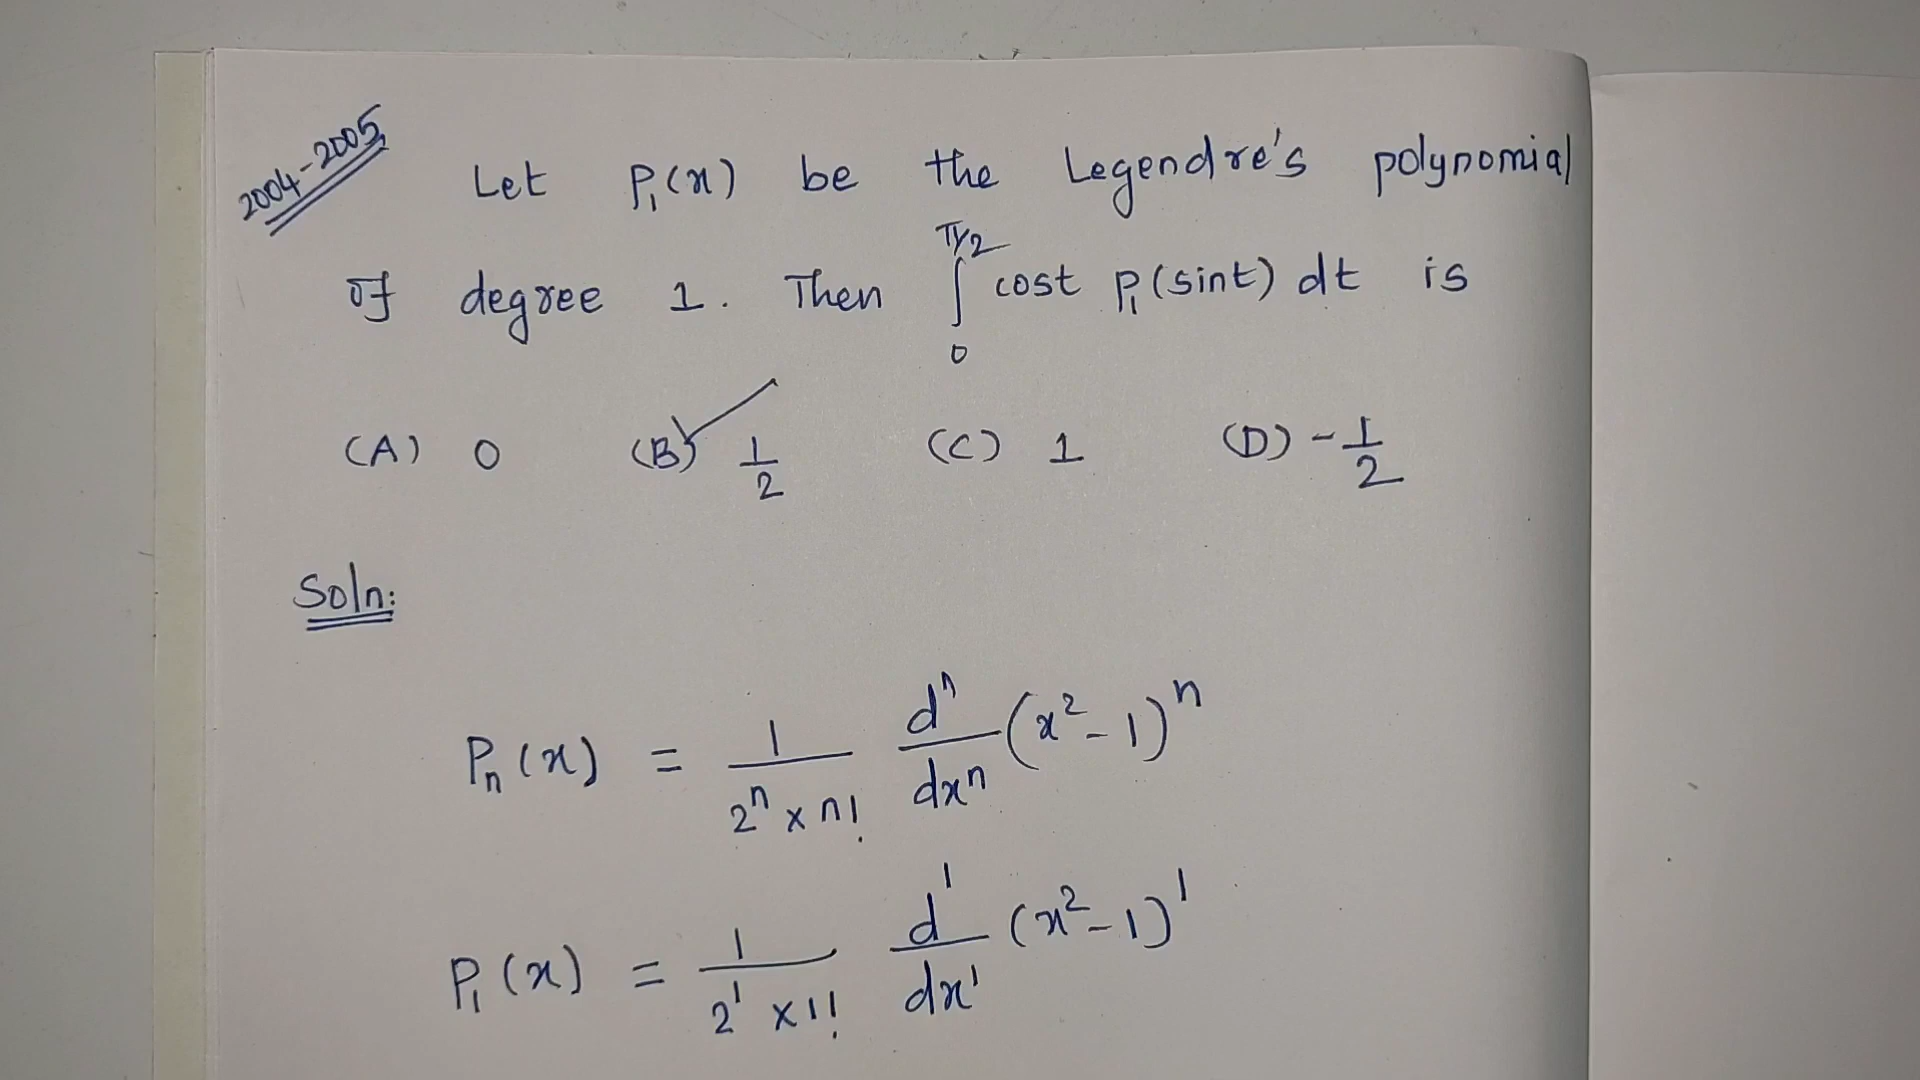 2004-2005
Let P₁(x) be the Legendre's polynomial
of degree 1. Then ∫₀^(π/2) cost P₁(sint) dt is
(A) 0 (B) 1/2 (C) 1 (D) -1/2
Soln:
Pₙ(x) = 1/(2ⁿ × n!) dⁿ/dxⁿ (x² - 1)ⁿ
P₁(x) = 1/(2¹ × 1!) d¹/dx¹ (x² - 1)¹